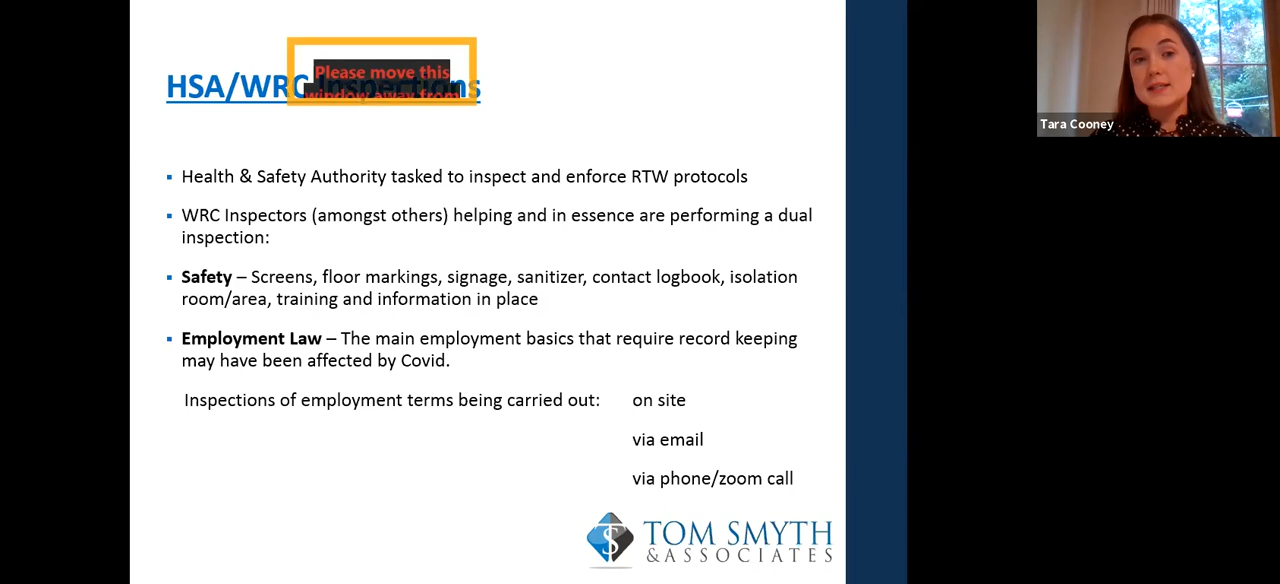 HSA/WRC Inspections
Please move this
window away from
Tara Cooney
▪ Health & Safety Authority tasked to inspect and enforce RTW protocols
▪ WRC Inspectors (amongst others) helping and in essence are performing a dual
inspection:
▪ Safety – Screens, floor markings, signage, sanitizer, contact logbook, isolation
room/area, training and information in place
▪ Employment Law – The main employment basics that require record keeping
may have been affected by Covid.
Inspections of employment terms being carried out: on site
via email
via phone/zoom call
TOM SMYTH
& ASSOCIATES